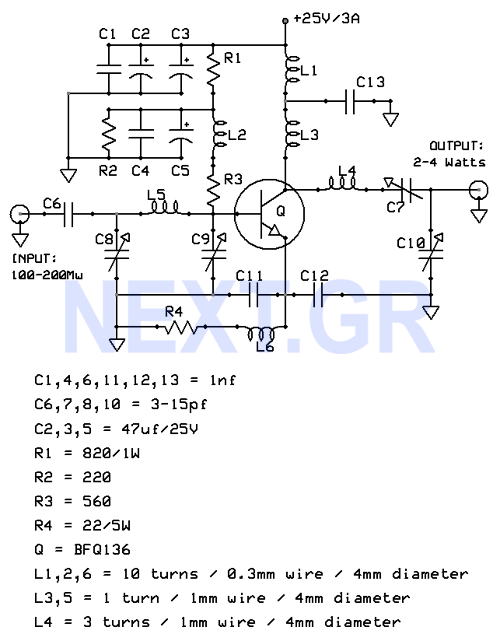 +25V/3A
C1 C2 C3
R1
L1
C13
+ +
L2
L3
+
R2 C4 C5
R3
OUTPUT:
2-4 Watts
L4
L5
C6
Q
C7
C8
C9
C10
INPUT:
100-200Mw
C11 C12
NEXT.GR
R4
L6
C1,4,6,11,12,13 = 1nf
C6,7,8,10 = 3-15pf
C2,3,5 = 47uf/25V
R1 = 820/1W
R2 = 220
R3 = 560
R4 = 22/5W
Q = BFQ136
L1,2,6 = 10 turns / 0.3mm wire / 4mm diameter
L3,5 = 1 turn / 1mm wire / 4mm diameter
L4 = 3 turns / 1mm wire / 4mm diameter